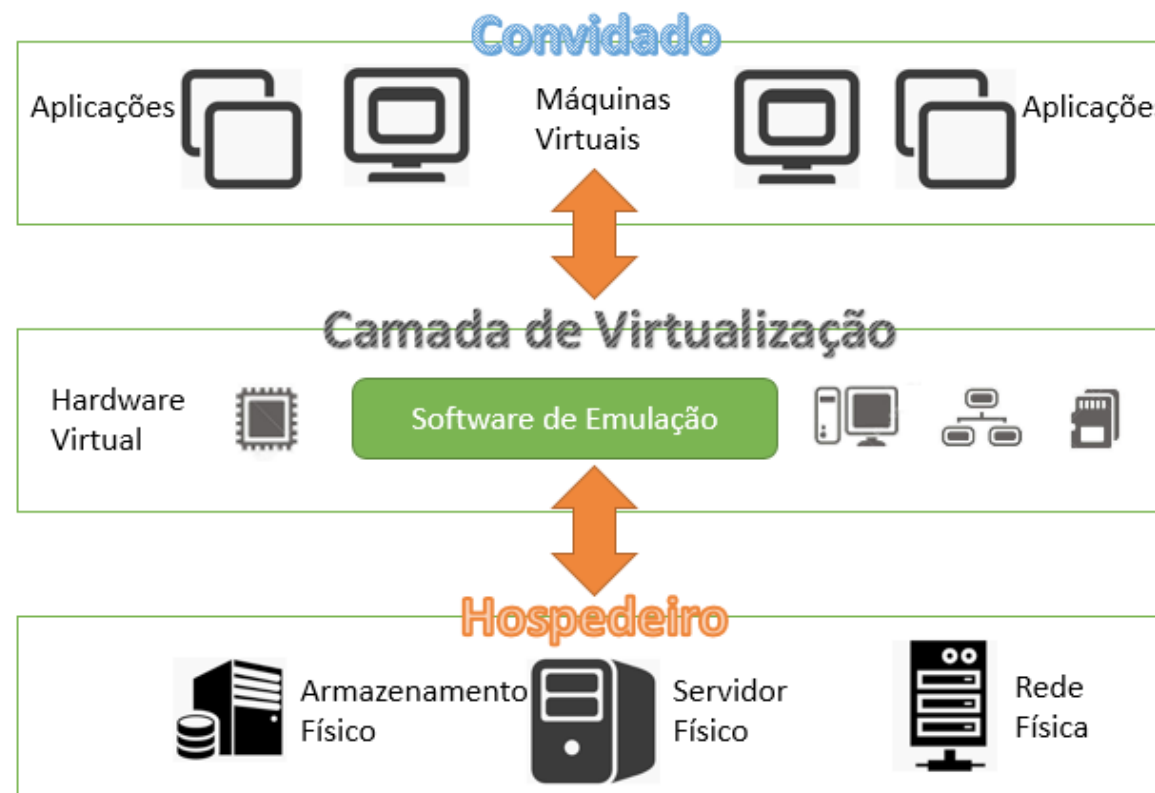 Convidado
Aplicações
Máquinas
Virtuais
Aplicações
Camada de Virtualização
Hardware
Virtual
Software de Emulação
Hospedeiro
Armazenamento
Físico
Servidor
Físico
Rede
Física